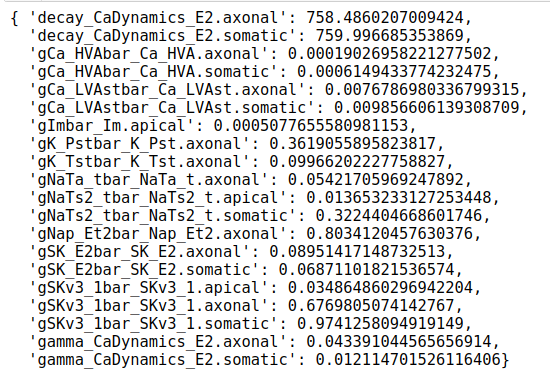 { 'decay_CaDynamics_E2.axonal': 758.4860207009424,
'decay_CaDynamics_E2.somatic': 759.996685353869,
'gCa_HVAbar_Ca_HVA.axonal': 0.00019026958221277502,
'gCa_HVAbar_Ca_HVA.somatic': 0.0006149433774232475,
'gCa_LVAstbar_Ca_LVAst.axonal': 0.0076786980336799315,
'gCa_LVAstbar_Ca_LVAst.somatic': 0.009856606139308709,
'gImbar_Im.apical': 0.0005077655580981153,
'gK_Pstbar_K_Pst.axonal': 0.3619055895823817,
'gK_Tstbar_K_Tst.axonal': 0.09966202227758827,
'gNaTa_tbar_NaTa_t.axonal': 0.05421705969247892,
'gNaTs2_tbar_NaTs2_t.apical': 0.013653233127253448,
'gNaTs2_tbar_NaTs2_t.somatic': 0.3224404668601746,
'gNap_Et2bar_Nap_Et2.axonal': 0.8034120457630376,
'gSK_E2bar_SK_E2.axonal': 0.08951417148732513,
'gSK_E2bar_SK_E2.somatic': 0.06871101821536574,
'gSKv3_1bar_SKv3_1.apical': 0.034864860296942204,
'gSKv3_1bar_SKv3_1.axonal': 0.6769805074142767,
'gSKv3_1bar_SKv3_1.somatic': 0.9741258094919149,
'gamma_CaDynamics_E2.axonal': 0.043391044565656914,
'gamma_CaDynamics_E2.somatic': 0.012114701526116406}